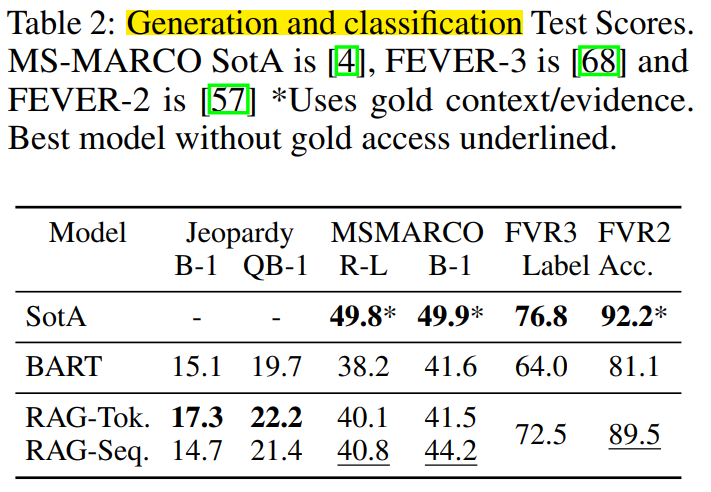 Table 2: Generation and classification Test Scores.
MS-MARCO SotA is [4], FEVER-3 is [68] and
FEVER-2 is [57] *Uses gold context/evidence.
Best model without gold access underlined.
Model Jeopardy MSMARCO FVR3 FVR2
B-1 QB-1 R-L B-1 Label Acc.
SotA - - 49.8* 49.9* 76.8 92.2*
BART 15.1 19.7 38.2 41.6 64.0 81.1
RAG-Tok. 17.3 22.2 40.1 41.5
72.5 89.5
RAG-Seq. 14.7 21.4 40.8 44.2